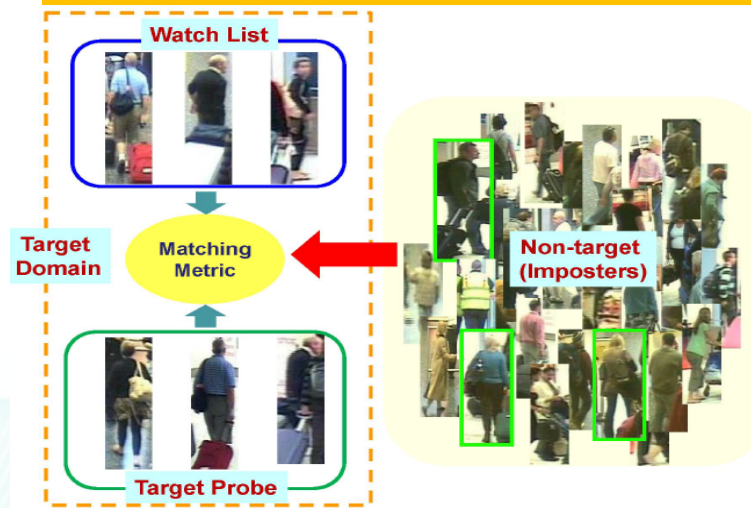 Watch List
Target
Domain
Matching
Metric
Non-target
(Imposters)
Target Probe